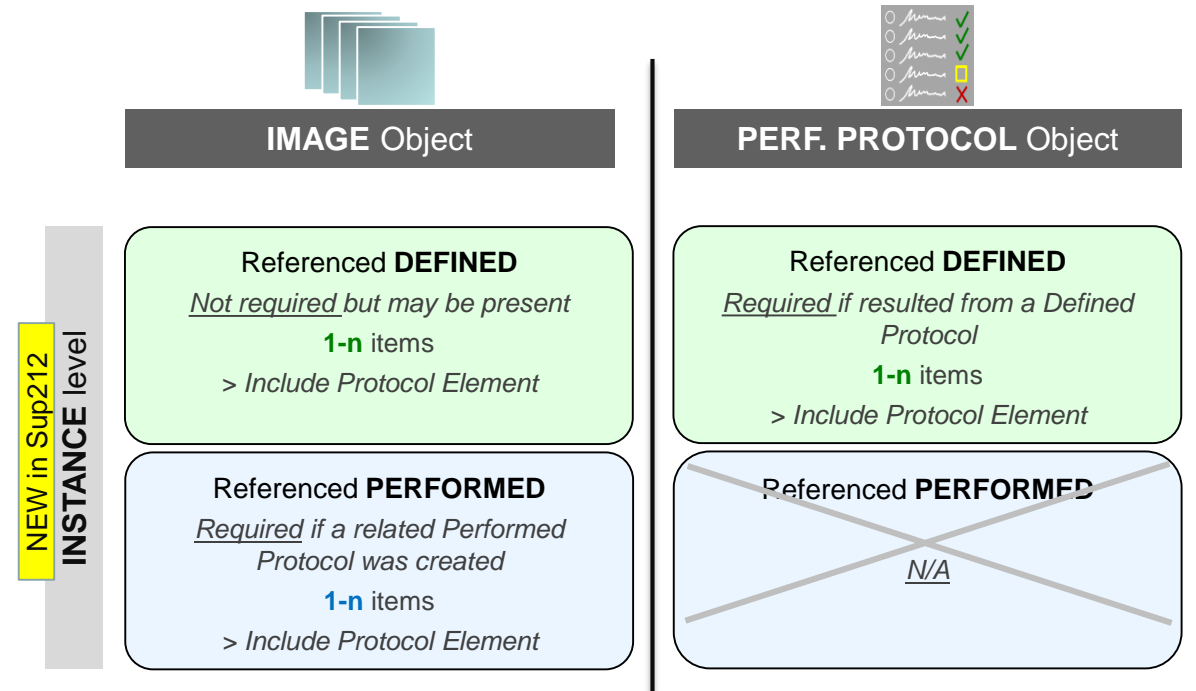 IMAGE Object
PERF. PROTOCOL Object
NEW in Sup212
INSTANCE level
Referenced DEFINED
Not required but may be present
1-n items
> Include Protocol Element
Referenced DEFINED
Required if resulted from a Defined
Protocol
1-n items
> Include Protocol Element
Referenced PERFORMED
Required if a related Performed
Protocol was created
1-n items
> Include Protocol Element
Referenced PERFORMED
N/A